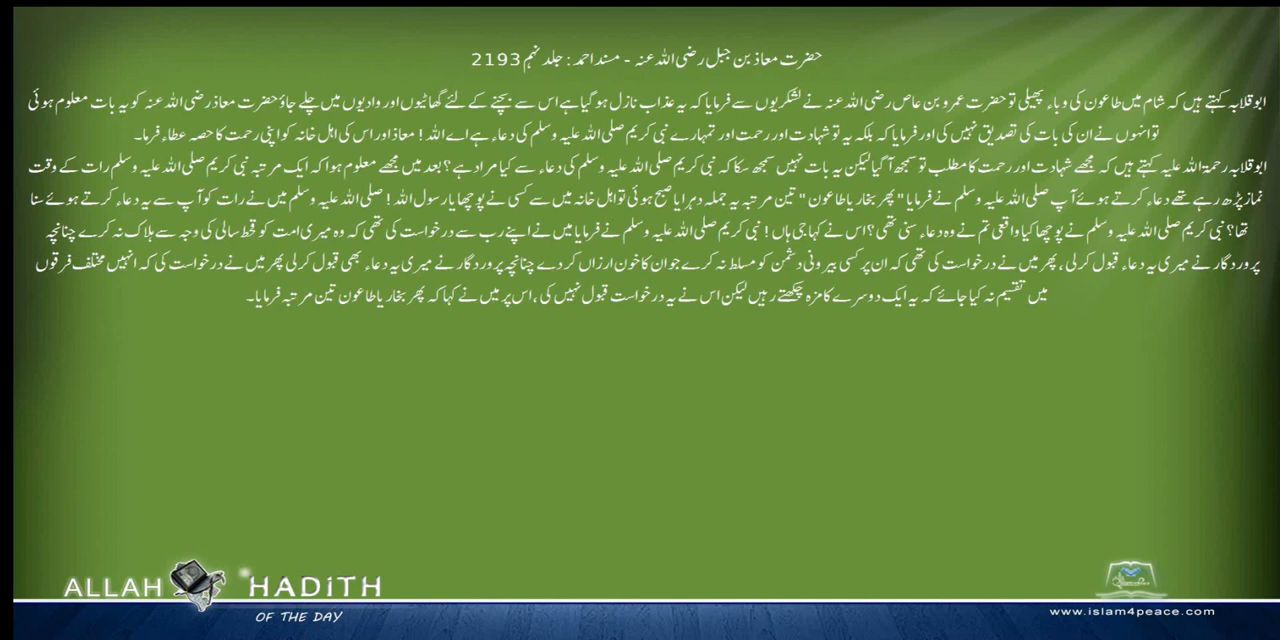 حضرت معاذ بن جبل رضی اللہ عنہ - مسند احمد : جلد نہم 2193
ابوقلابہ کہتے ہیں کہ شام میں طاعون کی وباء پھیلی تو حضرت عمرو بن عاص رضی اللہ عنہ نے لشکریوں سے فرمایا کہ یہ عذاب نازل ہوگیا ہے اس سے بچنے کے لئے گھاٹیوں اور وادیوں میں چلے جاؤ حضرت معاذ رضی اللہ عنہ کو یہ بات معلوم ہوئی
تو انہوں نے ان کی بات کی تصدیق نہیں کی اور فرمایا کہ بلکہ یہ تو شہادت اور رحمت اور تمہارے نبی کریم صلی اللہ علیہ وسلم کی دعاء ہے اے اللہ! معاذ اور اس کی اہل خانہ کو اپنی رحمت کا حصہ عطاء فرما۔
ابوقلابہ رحمۃ اللہ علیہ کہتے ہیں کہ مجھے شہادت اور رحمت کا مطلب تو سمجھ آگیا لیکن یہ بات نہیں سمجھ سکا کہ نبی کریم صلی اللہ علیہ وسلم کی دعاء سے کیا مراد ہے؟ بعد میں مجھے معلوم ہوا کہ ایک مرتبہ نبی کریم صلی اللہ علیہ وسلم رات کے وقت
نماز پڑھ رہے تھے دعاء کرتے ہوئے آپ صلی اللہ علیہ وسلم نے فرمایا "پھر بخار یا طاعون" تین مرتبہ یہ جملہ دہرایا صبح ہوئی تو اہل خانہ میں سے کسی نے پوچھا یا رسول اللہ! صلی اللہ علیہ وسلم میں نے رات کو آپ سے یہ دعاء کرتے ہوئے سنا
تھا؟ نبی کریم صلی اللہ علیہ وسلم نے پوچھا کیا واقعی تم نے وہ دعاء سنی تھی؟ اس نے کہا جی ہاں! نبی کریم صلی اللہ علیہ وسلم نے فرمایا میں نے اپنے رب سے درخواست کی تھی کہ وہ میری امت کو قحط سالی کی وجہ سے ہلاک نہ کرے چنانچہ
پروردگار نے میری یہ دعاء قبول کرلی، پھر میں نے درخواست کی تھی کہ ان پر کسی بیرونی دشمن کو مسلط نہ کرے جو ان کا خون ارزاں کر دے چنانچہ پروردگار نے میری یہ دعاء بھی قبول کرلی پھر میں نے درخواست کی کہ انہیں مختلف فرقوں
میں تقسیم نہ کیا جائے کہ یہ ایک دوسرے کا مزہ چکھتے رہیں لیکن اس نے یہ درخواست قبول نہیں کی، اس پر میں نے کہا کہ پھر بخار یا طاعون تین مرتبہ فرمایا۔
ALLAH HADITH
OF THE DAY
www.islam4peace.com